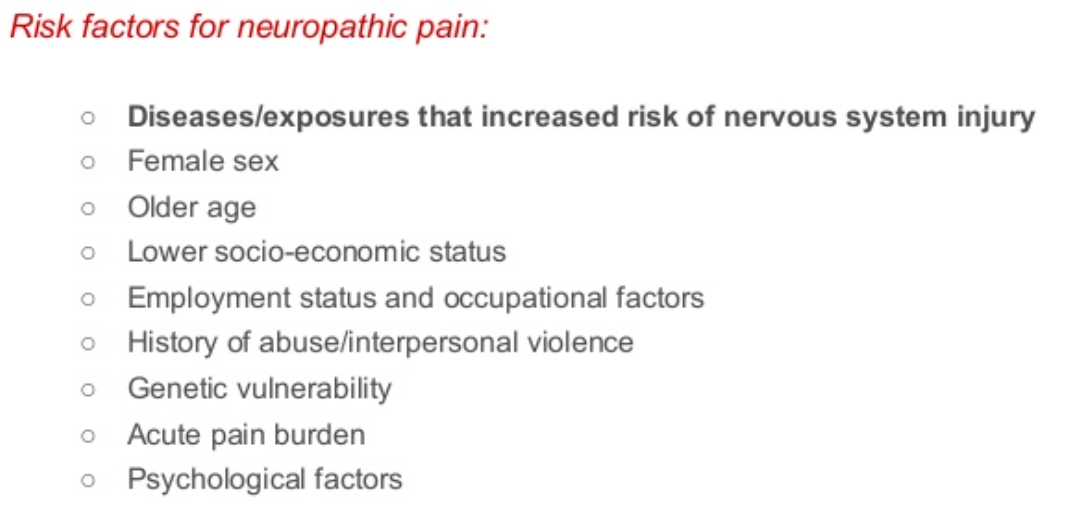 Risk factors for neuropathic pain:
○ Diseases/exposures that increased risk of nervous system injury
○ Female sex
○ Older age
○ Lower socio-economic status
○ Employment status and occupational factors
○ History of abuse/interpersonal violence
○ Genetic vulnerability
○ Acute pain burden
○ Psychological factors